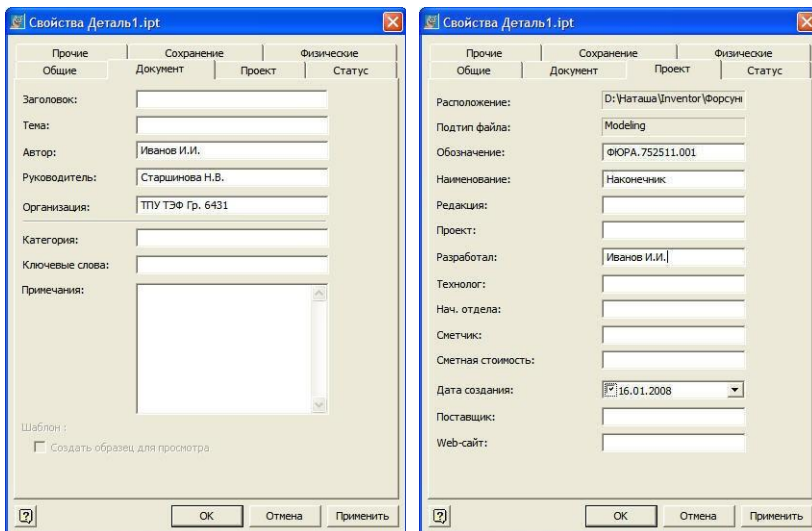 Свойства Деталь1.ipt
Прочие Сохранение Физические
Общие Документ Проект Статус
Заголовок:
Тема:
Автор: Иванов И.И.
Руководитель: Старшинова Н.В.
Организация: ТПУ ТЭФ Гр. 6431
Категория:
Ключевые слова:
Примечания:
Шаблон :
Создать образец для просмотра
OK Отмена Применить
Свойства Деталь1.ipt
Прочие Сохранение Физические
Общие Документ Проект Статус
Расположение: D:\Наташа\Inventor\Форсун
Подтип файла: Modeling
Обозначение: ФЮРА.752511.001
Наименование: Наконечник
Редакция:
Проект:
Разработал: Иванов И.И.
Технолог:
Нач. отдела:
Сметчик:
Сметная стоимость:
Дата создания: 16.01.2008
Поставщик:
Web-сайт:
OK Отмена Применить